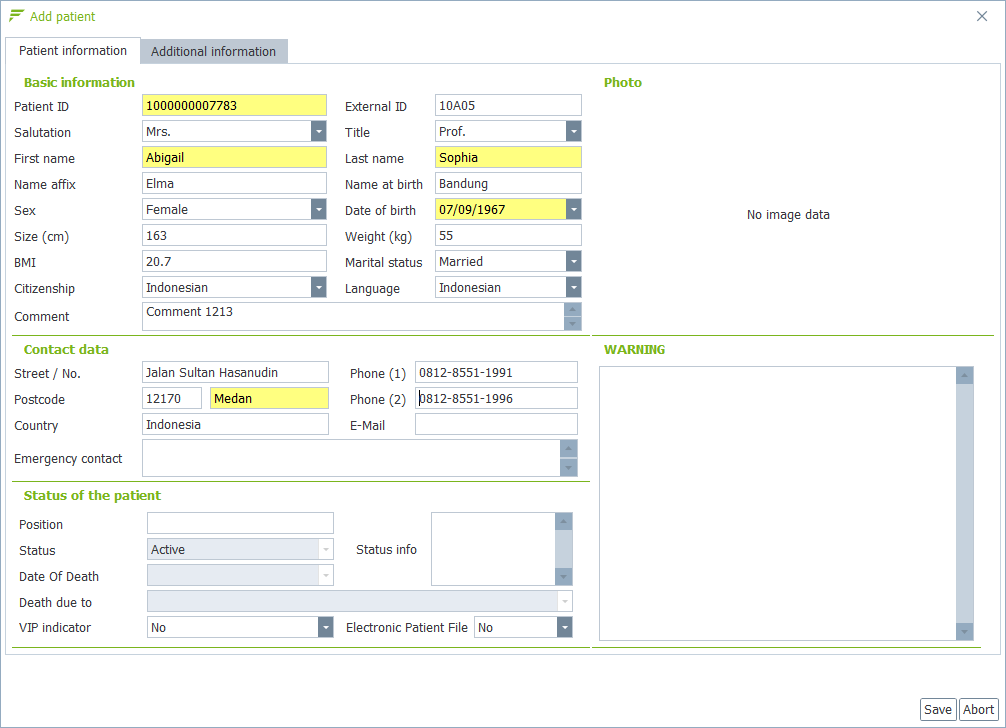 Add patient
Patient information Additional information
Basic information
Patient ID 1000000007783 External ID 10A05
Salutation Mrs. Title Prof.
First name Abigail Last name Sophia
Name affix Elma Name at birth Bandung
Sex Female Date of birth 07/09/1967
Size (cm) 163 Weight (kg) 55
BMI 20.7 Marital status Married
Citizenship Indonesian Language Indonesian
Comment Comment 1213
Photo
No image data
Contact data
Street / No. Jalan Sultan Hasanudin Phone (1) 0812-8551-1991
Postcode 12170 Medan Phone (2) 0812-8551-1996
Country Indonesia E-Mail
Emergency contact
WARNING
Status of the patient
Position
Status Active Status info
Date Of Death
Death due to
VIP indicator No Electronic Patient File No
Save Abort